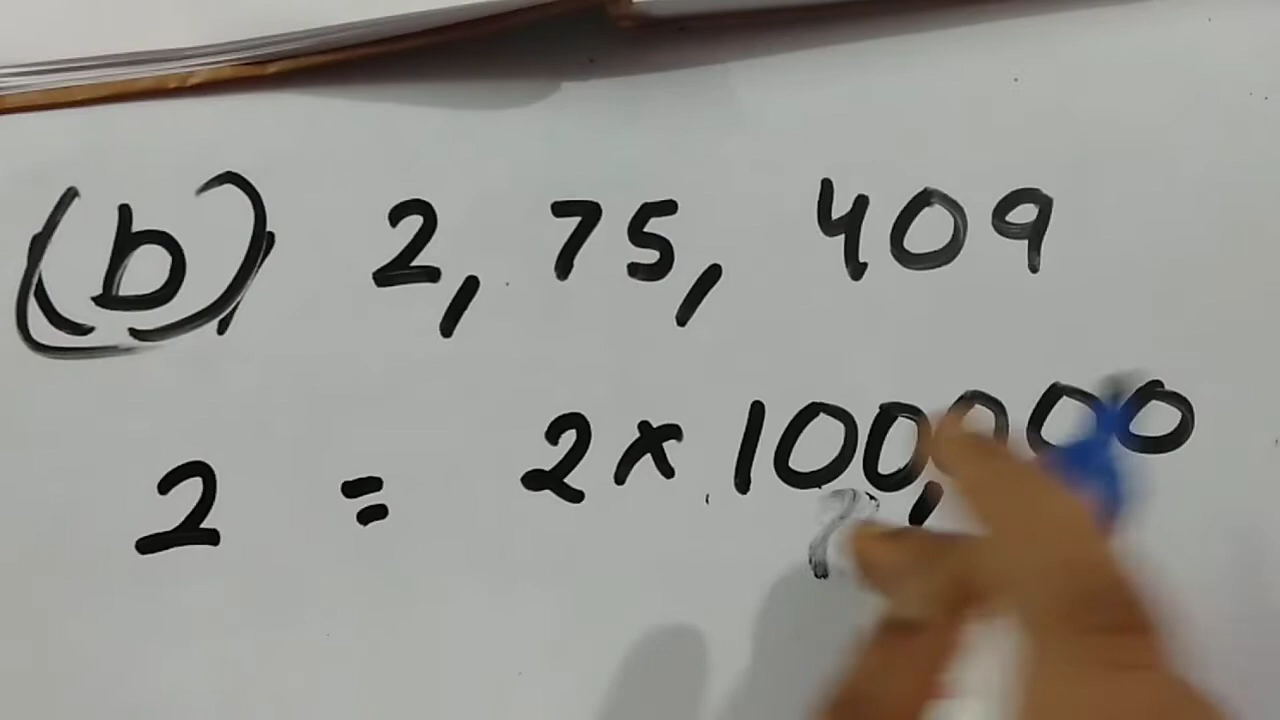 (b) 2, 75, 409
2 = 2 × 100,000